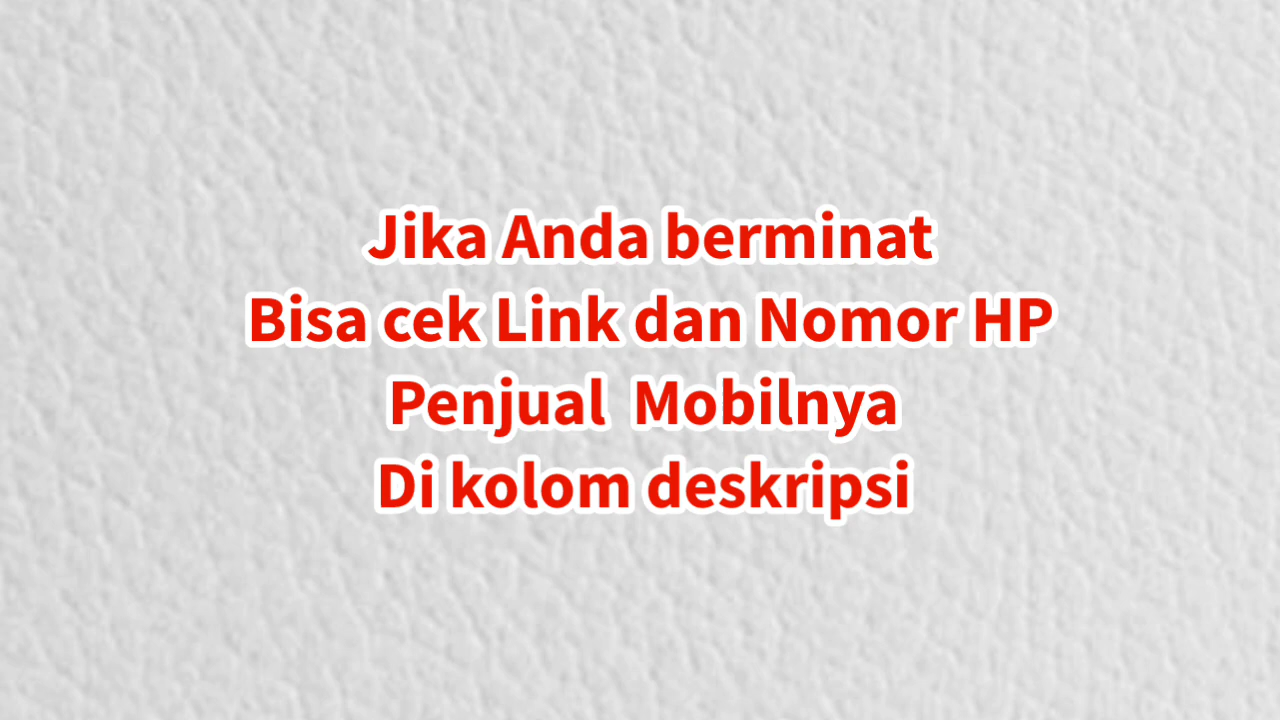 Jika Anda berminat
Bisa cek Link dan Nomor HP
Penjual  Mobilnya
Di kolom deskripsi